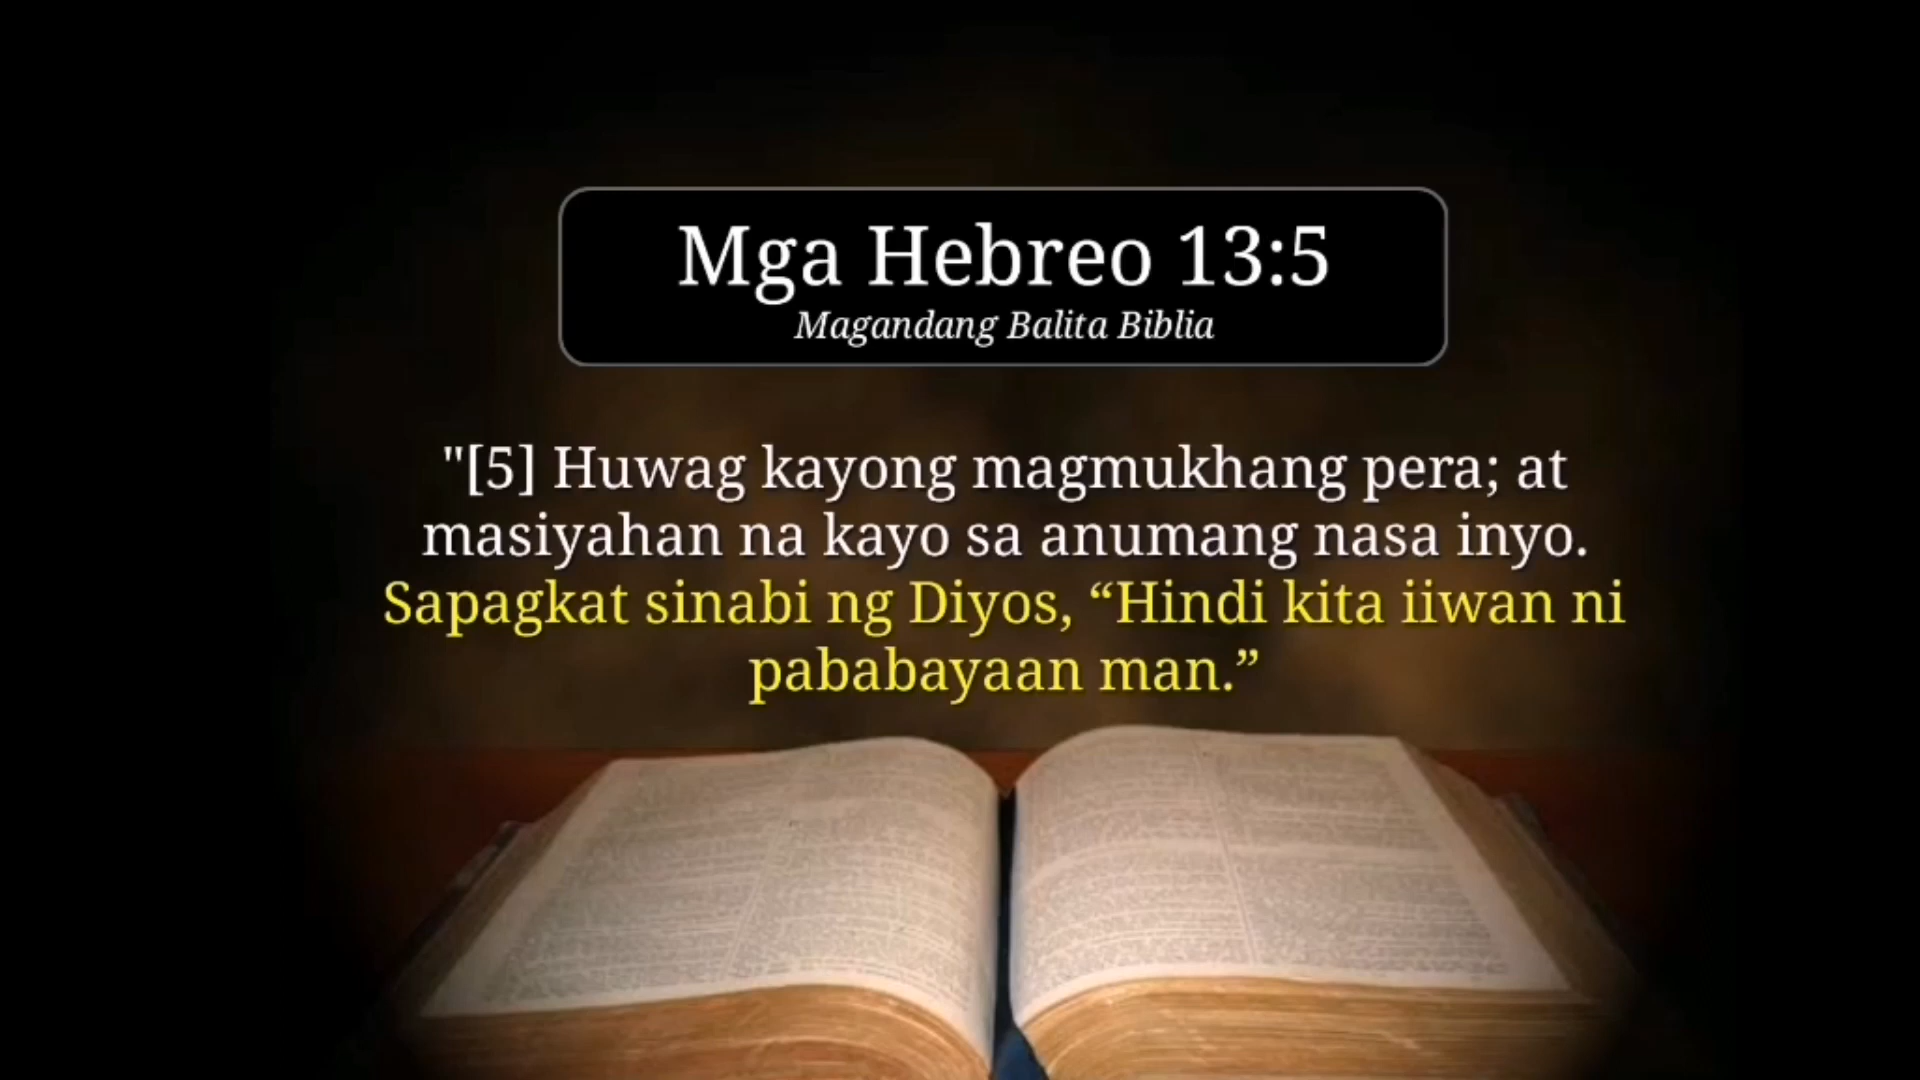 Mga Hebreo 13:5
Magandang Balita Biblia
"[5] Huwag kayong magmukhang pera; at
masiyahan na kayo sa anumang nasa inyo.
Sapagkat sinabi ng Diyos, “Hindi kita iiwan ni
pababayaan man.”